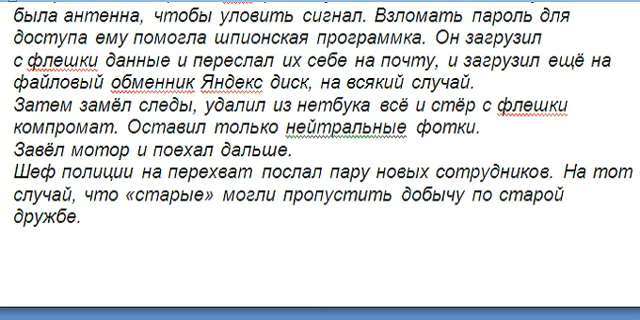 была антенна, чтобы уловить сигнал. Взломать пароль для
доступа ему помогла шпионская программка. Он загрузил
с флешки данные и переслал их себе на почту, и загрузил ещё на
файловый обменник Яндекс диск, на всякий случай.
Затем замёл следы, удалил из нетбука всё и стёр с флешки
компромат. Оставил только нейтральные фотки.
Завёл мотор и поехал дальше.
Шеф полиции на перехват послал пару новых сотрудников. На тот
случай, что «старые» могли пропустить добычу по старой
дружбе.